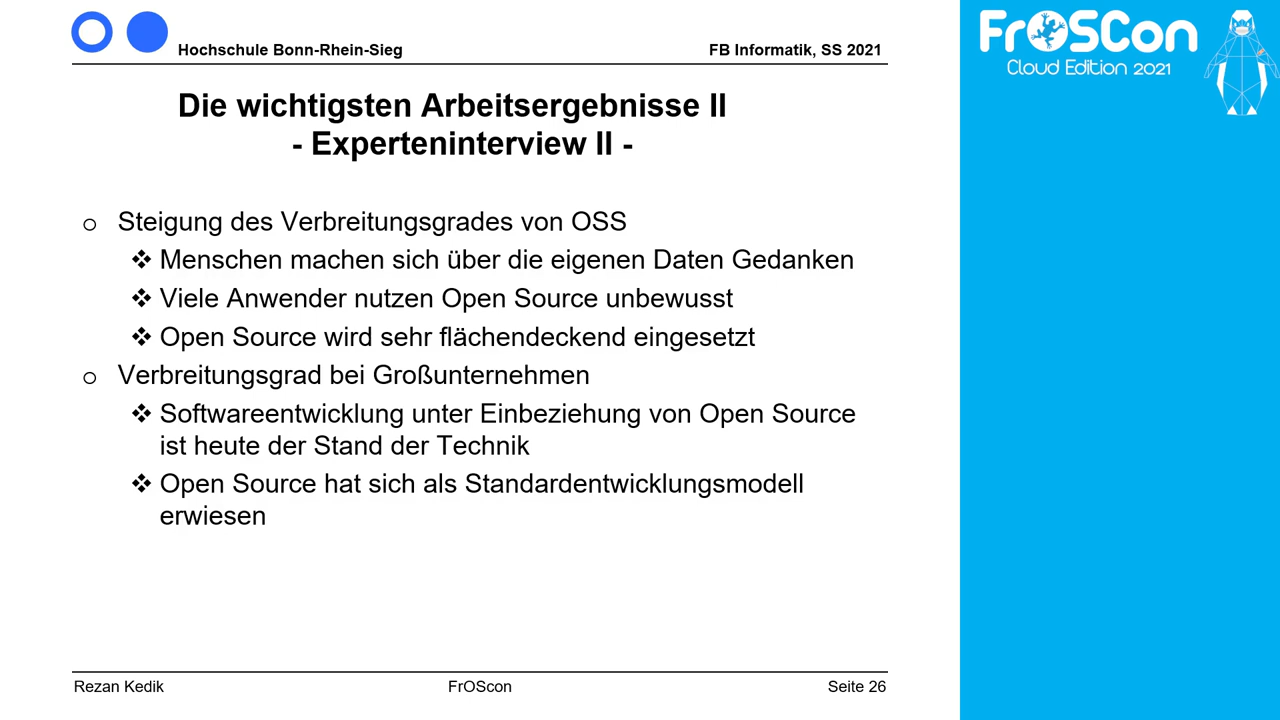 Hochschule Bonn-Rhein-Sieg
FB Informatik, SS 2021
FrOSCon
Cloud Edition 2021
Die wichtigsten Arbeitsergebnisse II
- Experteninterview II -
o Steigung des Verbreitungsgrades von OSS
❖ Menschen machen sich über die eigenen Daten Gedanken
❖ Viele Anwender nutzen Open Source unbewusst
❖ Open Source wird sehr flächendeckend eingesetzt
o Verbreitungsgrad bei Großunternehmen
❖ Softwareentwicklung unter Einbeziehung von Open Source
ist heute der Stand der Technik
❖ Open Source hat sich als Standardentwicklungsmodell
erwiesen
Rezan Kedik
FrOScon
Seite 26